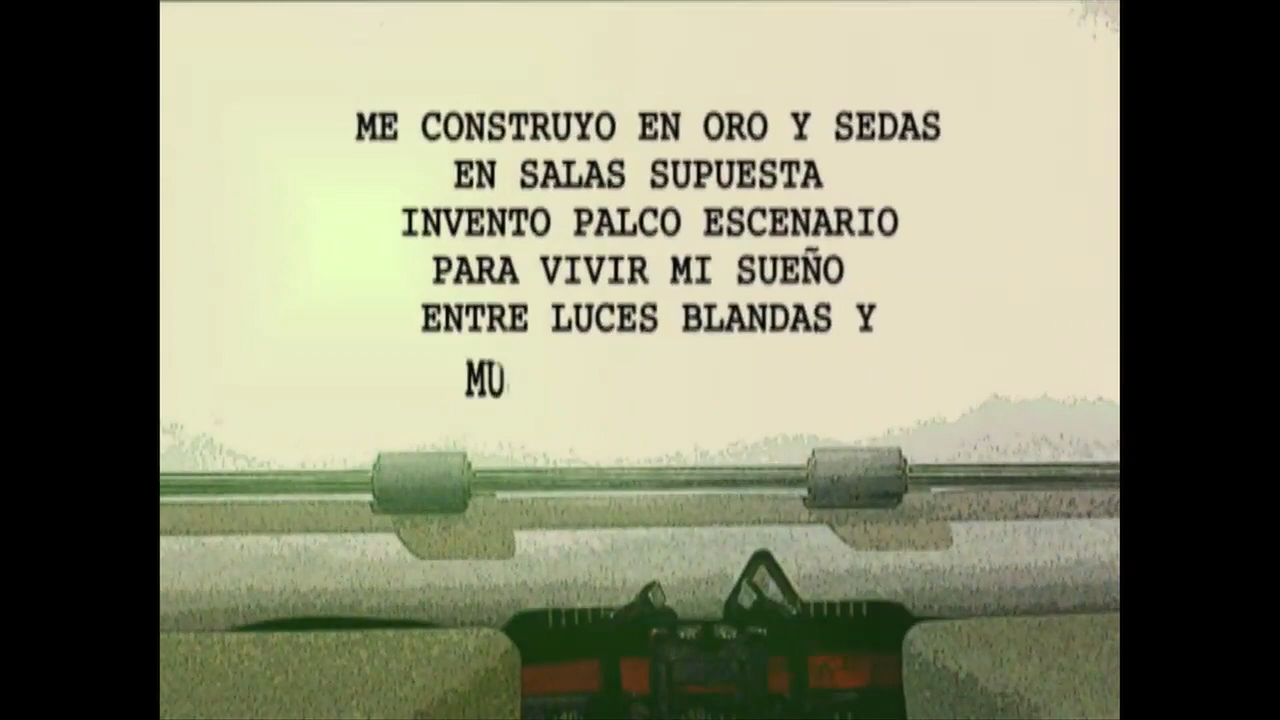 ME CONSTRUYO EN ORO Y SEDAS
EN SALAS SUPUESTA
INVENTO PALCO ESCENARIO
PARA VIVIR MI SUEÑO
ENTRE LUCES BLANDAS Y
MU